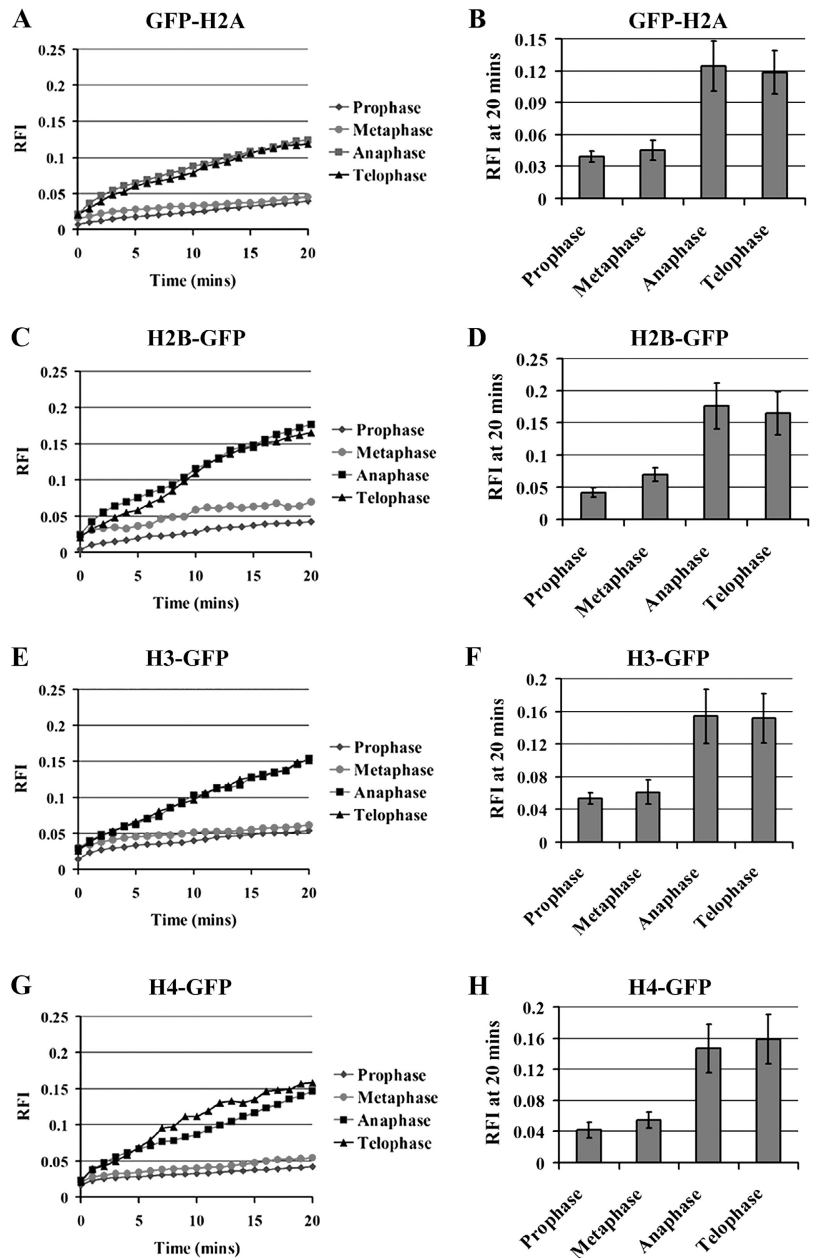 A
GFP-H2A
0.25
0.2
0.15
0.1
0.05
0
RFI
0
5
10
15
20
Time (mins)
Prophase
Metaphase
Anaphase
Telophase
B
0.15
0.12
0.09
0.06
0.03
0
RFI at 20 mins
Prophase
Metaphase
Anaphase
Telophase
C
H2B-GFP
0.25
0.2
0.15
0.1
0.05
0
RFI
0
5
10
15
20
Time (mins)
Prophase
Metaphase
Anaphase
Telophase
D
H2B-GFP
0.25
0.2
0.15
0.1
0.05
0
RFI at 20 mins
Prophase
Metaphase
Anaphase
Telophase
E
H3-GFP
0.25
0.2
0.15
0.1
0.05
0
RFI
0
5
10
15
20
Time (mins)
Prophase
Metaphase
Anaphase
Telophase
F
H3-GFP
0.2
0.16
0.12
0.08
0.04
0
RFI at 20 mins
Prophase
Metaphase
Anaphase
Telophase
G
H4-GFP
0.25
0.2
0.15
0.1
0.05
0
RFI
0
5
10
15
20
Time (mins)
Prophase
Metaphase
Anaphase
Telophase
H
H4-GFP
0.2
0.16
0.12
0.08
0.04
0
RFI at 20 mins
Prophase
Metaphase
Anaphase
Telophase
GFP-H2A